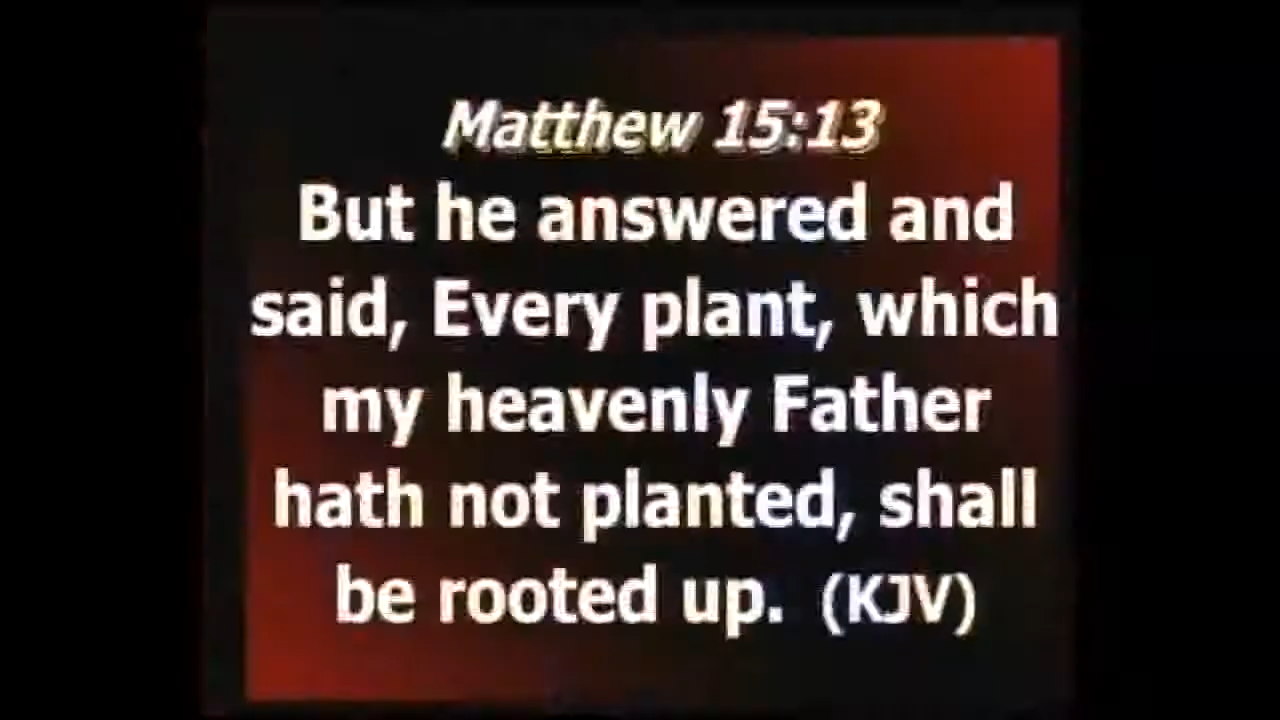 Matthew 15:13
But he answered and
said, Every plant, which
my heavenly Father
hath not planted, shall
be rooted up. (KJV)